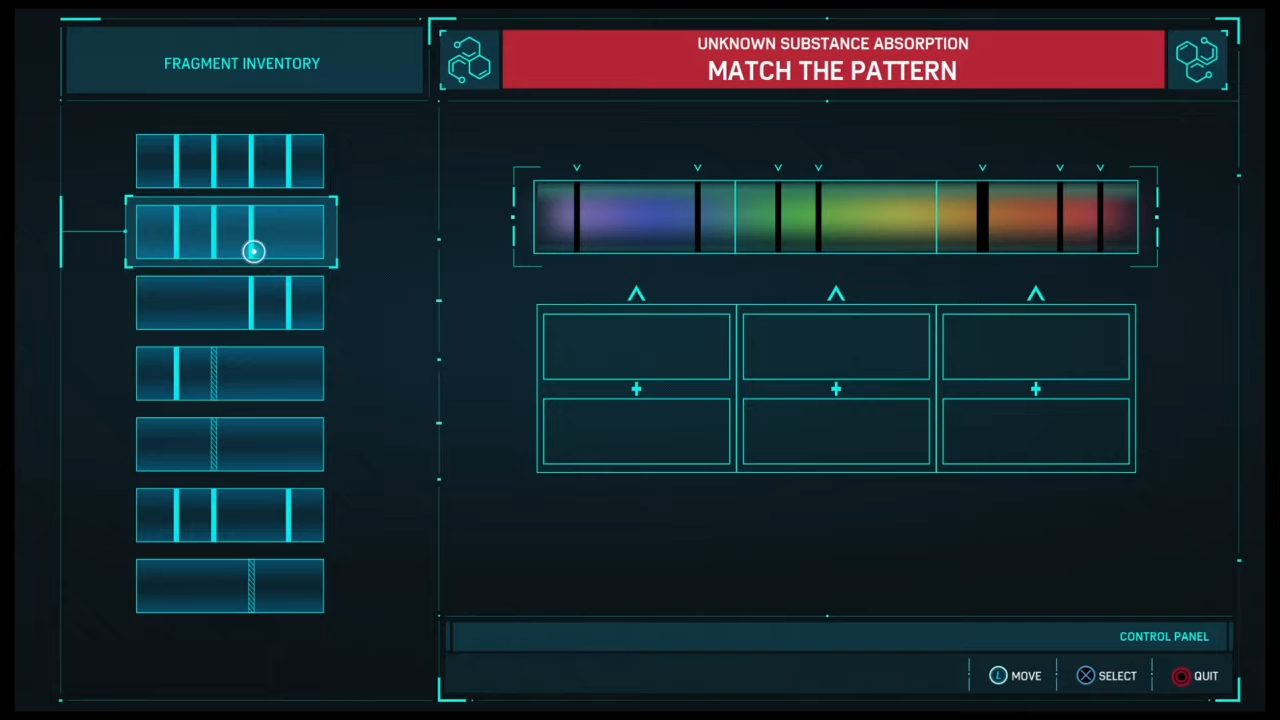 FRAGMENT INVENTORY
UNKNOWN SUBSTANCE ABSORPTION
MATCH THE PATTERN
CONTROL PANEL
L MOVE SELECT QUIT